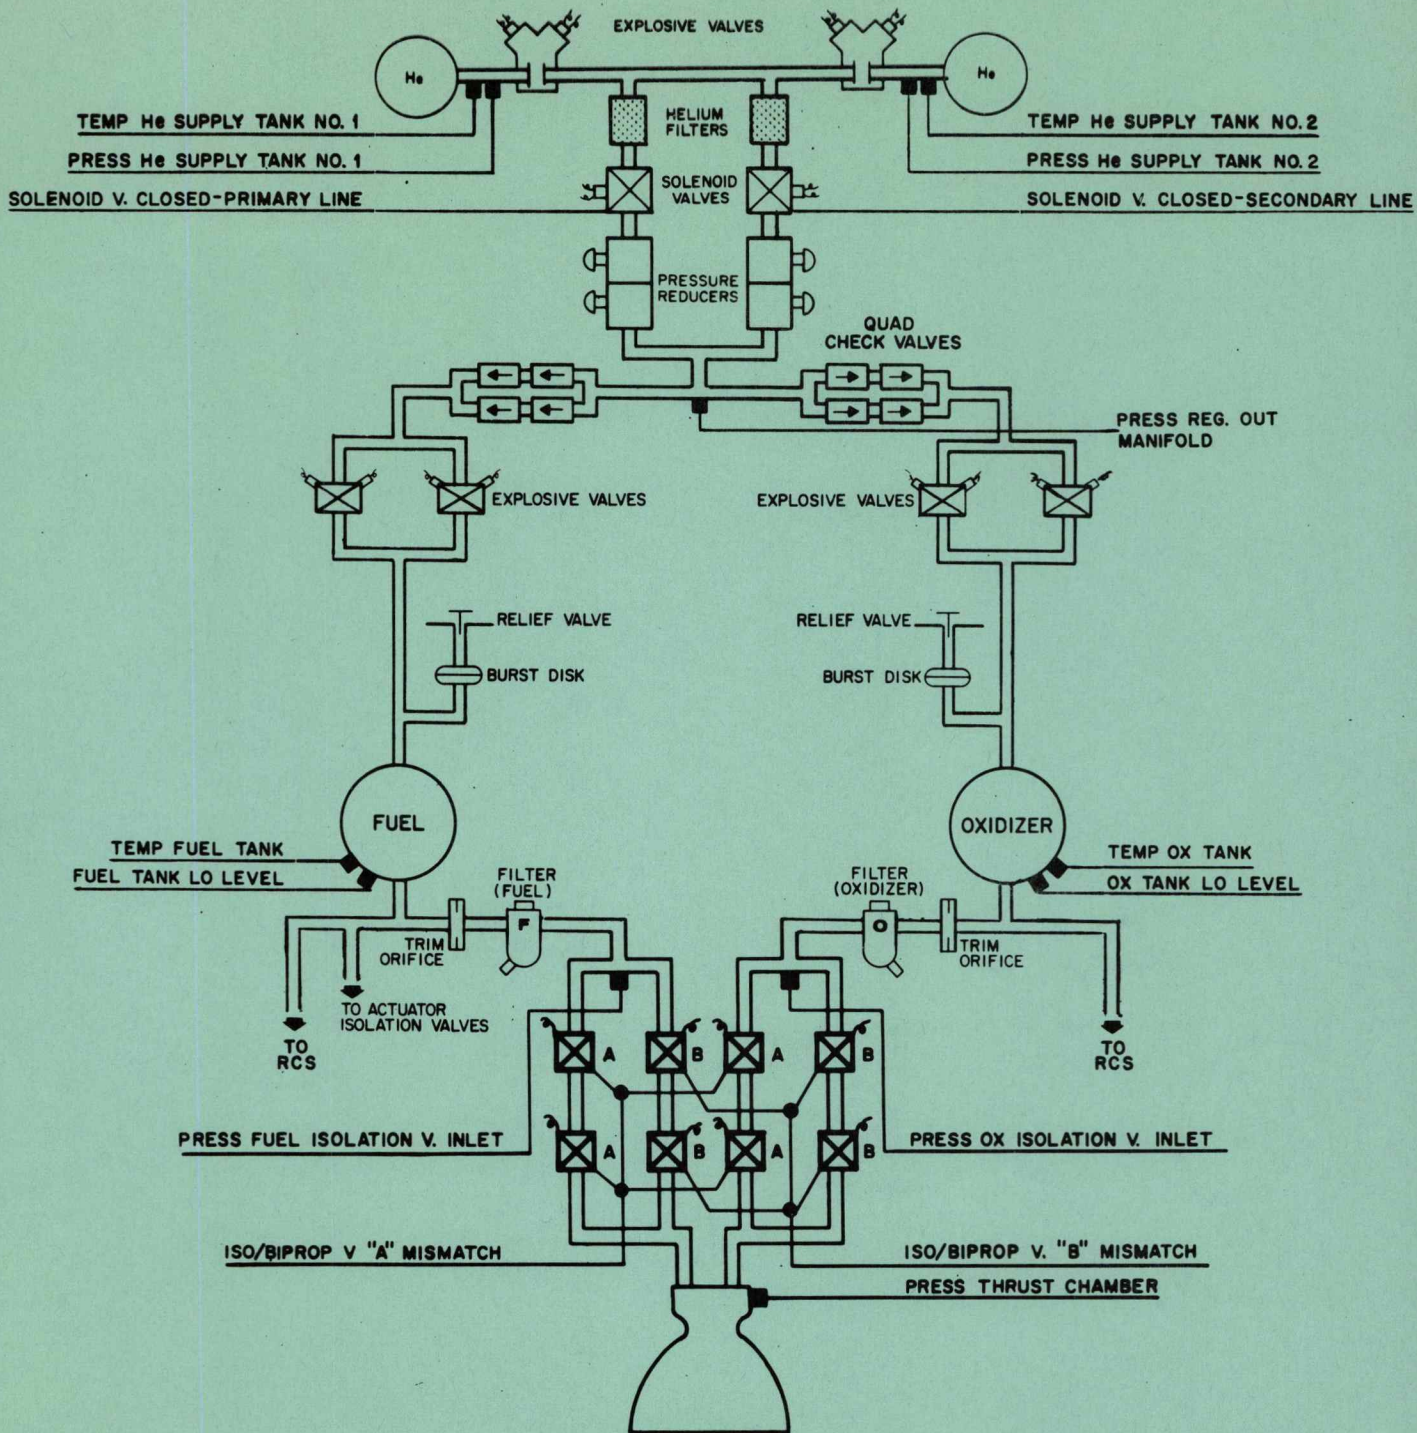 EXPLOSIVE VALVES
He
He
TEMP He SUPPLY TANK NO. 1
HELIUM
FILTERS
TEMP He SUPPLY TANK NO. 2
PRESS He SUPPLY TANK NO. 1
PRESS He SUPPLY TANK NO. 2
SOLENOID V. CLOSED-PRIMARY LINE
SOLENOID
VALVES
SOLENOID V. CLOSED-SECONDARY LINE
PRESSURE
REDUCERS
QUAD
CHECK VALVES
PRESS REG. OUT
MANIFOLD
EXPLOSIVE VALVES
EXPLOSIVE VALVES
RELIEF VALVE
RELIEF VALVE
BURST DISK
BURST DISK
FUEL
OXIDIZER
TEMP FUEL TANK
FUEL TANK LO LEVEL
TEMP OX TANK
OX TANK LO LEVEL
FILTER
(FUEL)
F
FILTER
(OXIDIZER)
O
TRIM
ORIFICE
TRIM
ORIFICE
TO ACTUATOR
ISOLATION VALVES
TO
RCS
TO
RCS
A
B
A
B
PRESS FUEL ISOLATION V. INLET
A
B
A
B
PRESS OX ISOLATION V. INLET
ISO/BIPROP V "A" MISMATCH
ISO/BIPROP V. "B" MISMATCH
PRESS THRUST CHAMBER